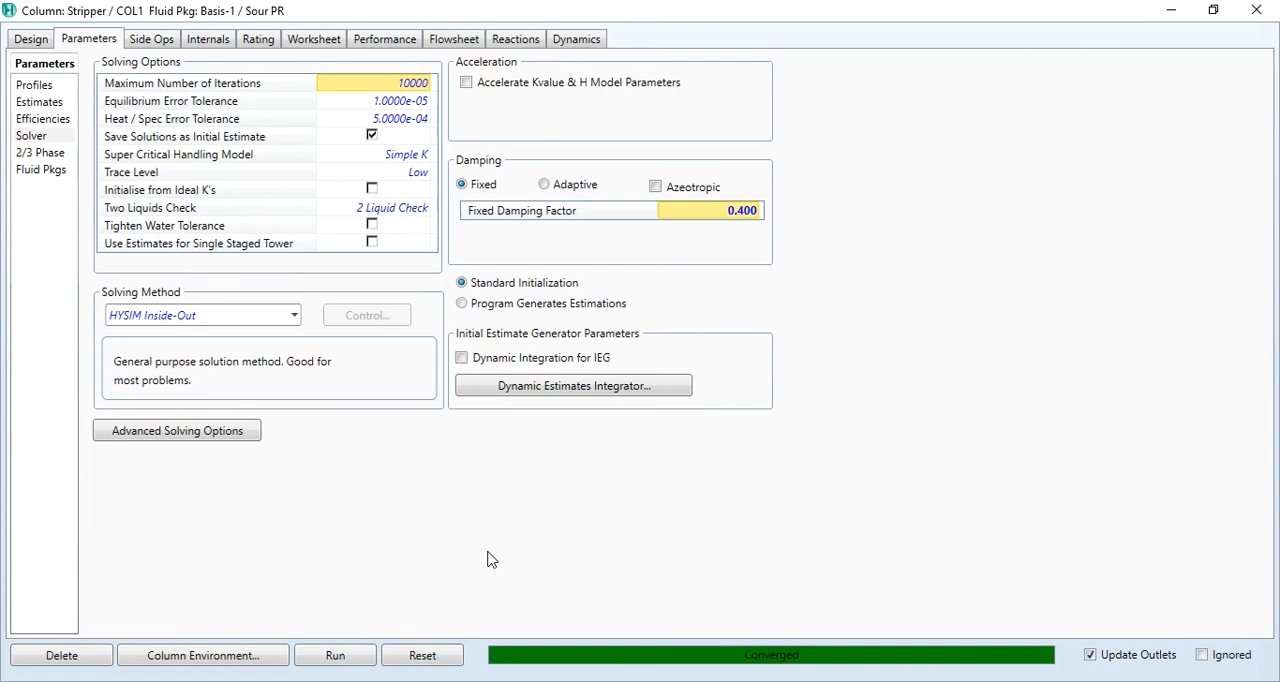 Column: Stripper / COL1 Fluid Pkg: Basis-1 / Sour PR
Design Parameters Side Ops Internals Rating Worksheet Performance Flowsheet Reactions Dynamics
Parameters
Profiles
Estimates
Efficiencies
Solver
2/3 Phase
Fluid Pkgs
Solving Options
Maximum Number of Iterations 10000
Equilibrium Error Tolerance 1.0000e-05
Heat / Spec Error Tolerance 5.0000e-04
Save Solutions as Initial Estimate
Super Critical Handling Model Simple K
Trace Level Low
Initialise from Ideal K's
Two Liquids Check 2 Liquid Check
Tighten Water Tolerance
Use Estimates for Single Staged Tower
Solving Method
HYSIM Inside-Out Control...
General purpose solution method. Good for
most problems.
Advanced Solving Options
Acceleration
Accelerate Kvalue & H Model Parameters
Damping
Fixed Adaptive Azeotropic
Fixed Damping Factor 0.400
Standard Initialization
Program Generates Estimations
Initial Estimate Generator Parameters
Dynamic Integration for IEG
Dynamic Estimates Integrator...
Delete Column Environment... Run Reset Converged Update Outlets Ignored